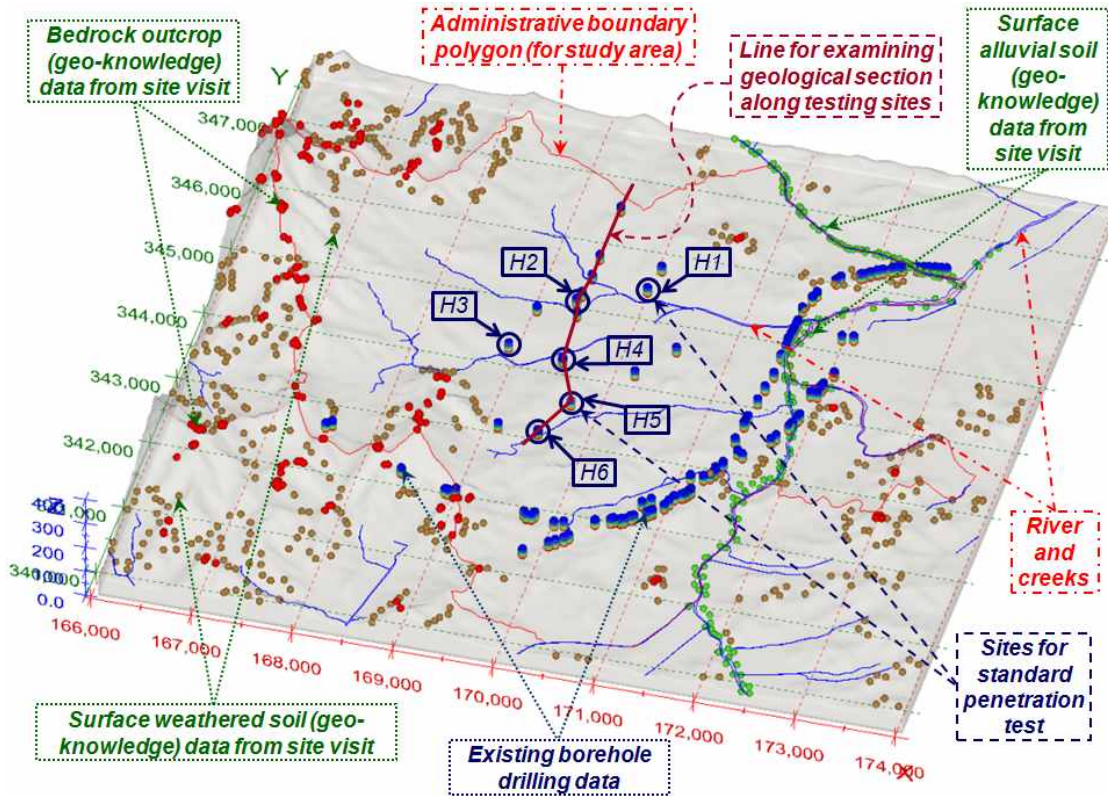 Bedrock outcrop
(geo-knowledge)
data from site visit
Administrative boundary
polygon (for study area)
Line for examining
geological section
along testing sites
Surface
alluvial soil
(geo-
knowledge)
data from
site visit
Y
347,000
346,000
345,000
344,000
343,000
342,000
340,000
H2
H1
H3
H4
H5
H6
300
200
0.0
166,000
167,000
168,000
169,000
170,000
171,000
172,000
173,000
174,000
X
River
and
creeks
Sites for
standard
penetration
test
Surface weathered soil (geo-
knowledge) data from site visit
Existing borehole
drilling data